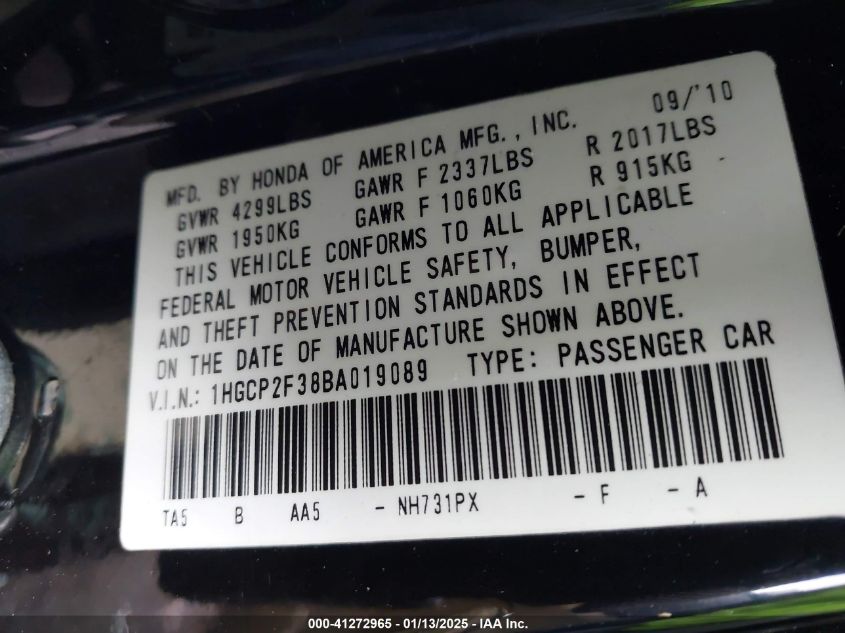 09/'10
MFD. BY HONDA OF AMERICA MFG., INC.
GVWR 4299LBS GAWR F 2337LBS R 2017LBS
GVWR 1950KG GAWR F 1060KG R 915KG
THIS VEHICLE CONFORMS TO ALL APPLICABLE
FEDERAL MOTOR VEHICLE SAFETY, BUMPER,
AND THEFT PREVENTION STANDARDS IN EFFECT
ON THE DATE OF MANUFACTURE SHOWN ABOVE.
V.I.N.: 1HGCP2F38BA019089 TYPE: PASSENGER CAR
TA5 B AA5 - NH731PX - F - A
000-41272965 - 01/13/2025 - IAAI, Inc.